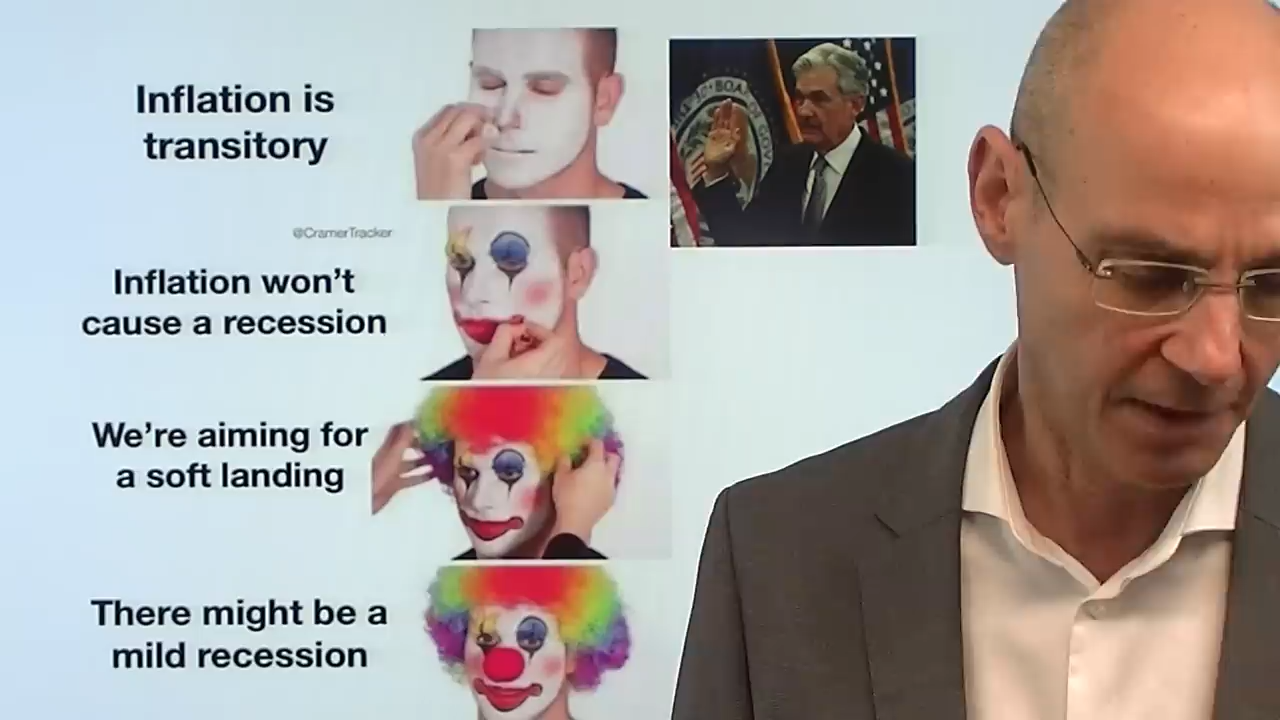 Inflation is
transitory
@CramerTracker
Inflation won't
cause a recession
We're aiming for
a soft landing
There might be a
mild recession